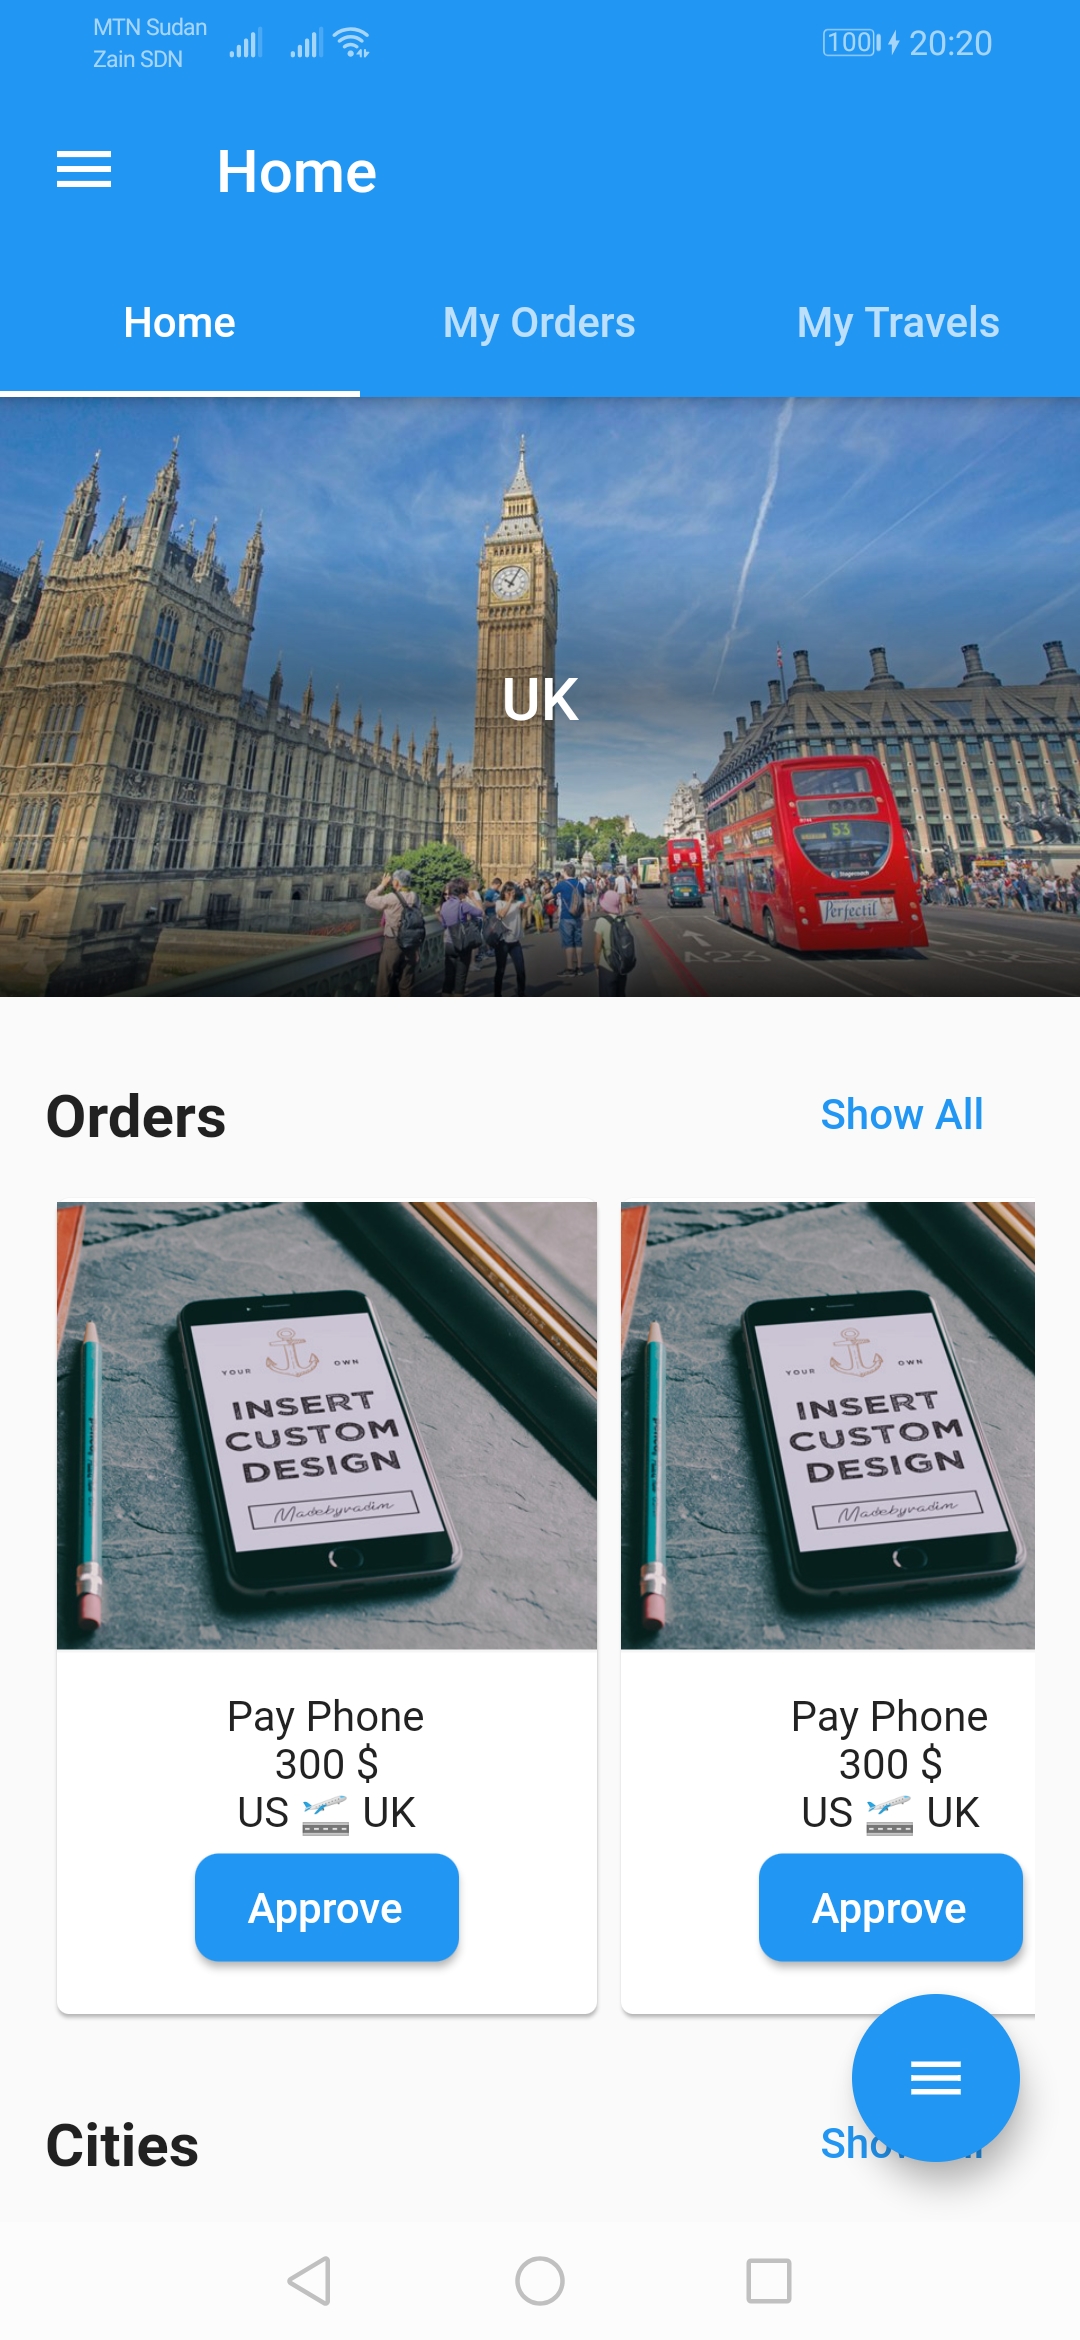 MTN Sudan
Zain SDN
100
20:20
Home
Home
My Orders
My Travels
UK
53
Perfectil
A23
Orders
Show All
YOUR OWN
INSERT
CUSTOM
DESIGN
Madebyvadim
YOUR OWN
INSERT
CUSTOM
DESIGN
Madebyvadim
Pay Phone
300 $
US UK
Approve
Pay Phone
300 $
US UK
Approve
Cities